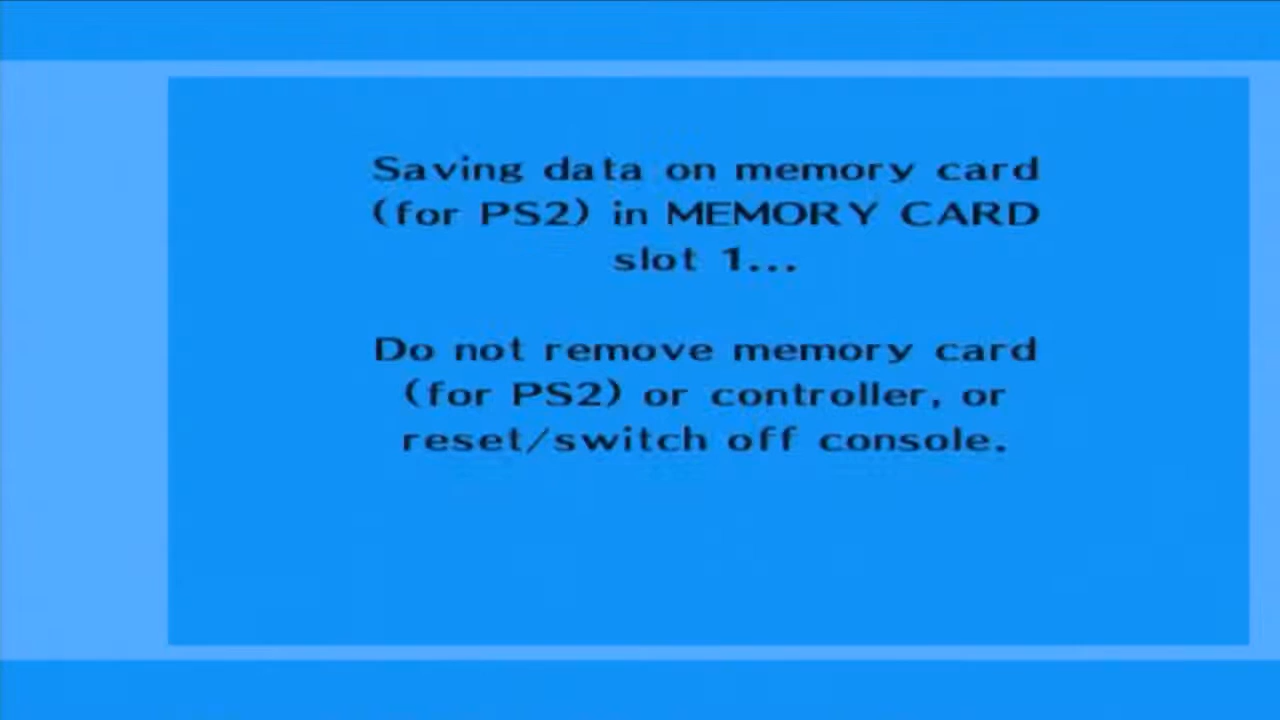 Saving data on memory card
(for PS2) in MEMORY CARD
slot 1...
Do not remove memory card
(for PS2) or controller, or
reset/switch off console.